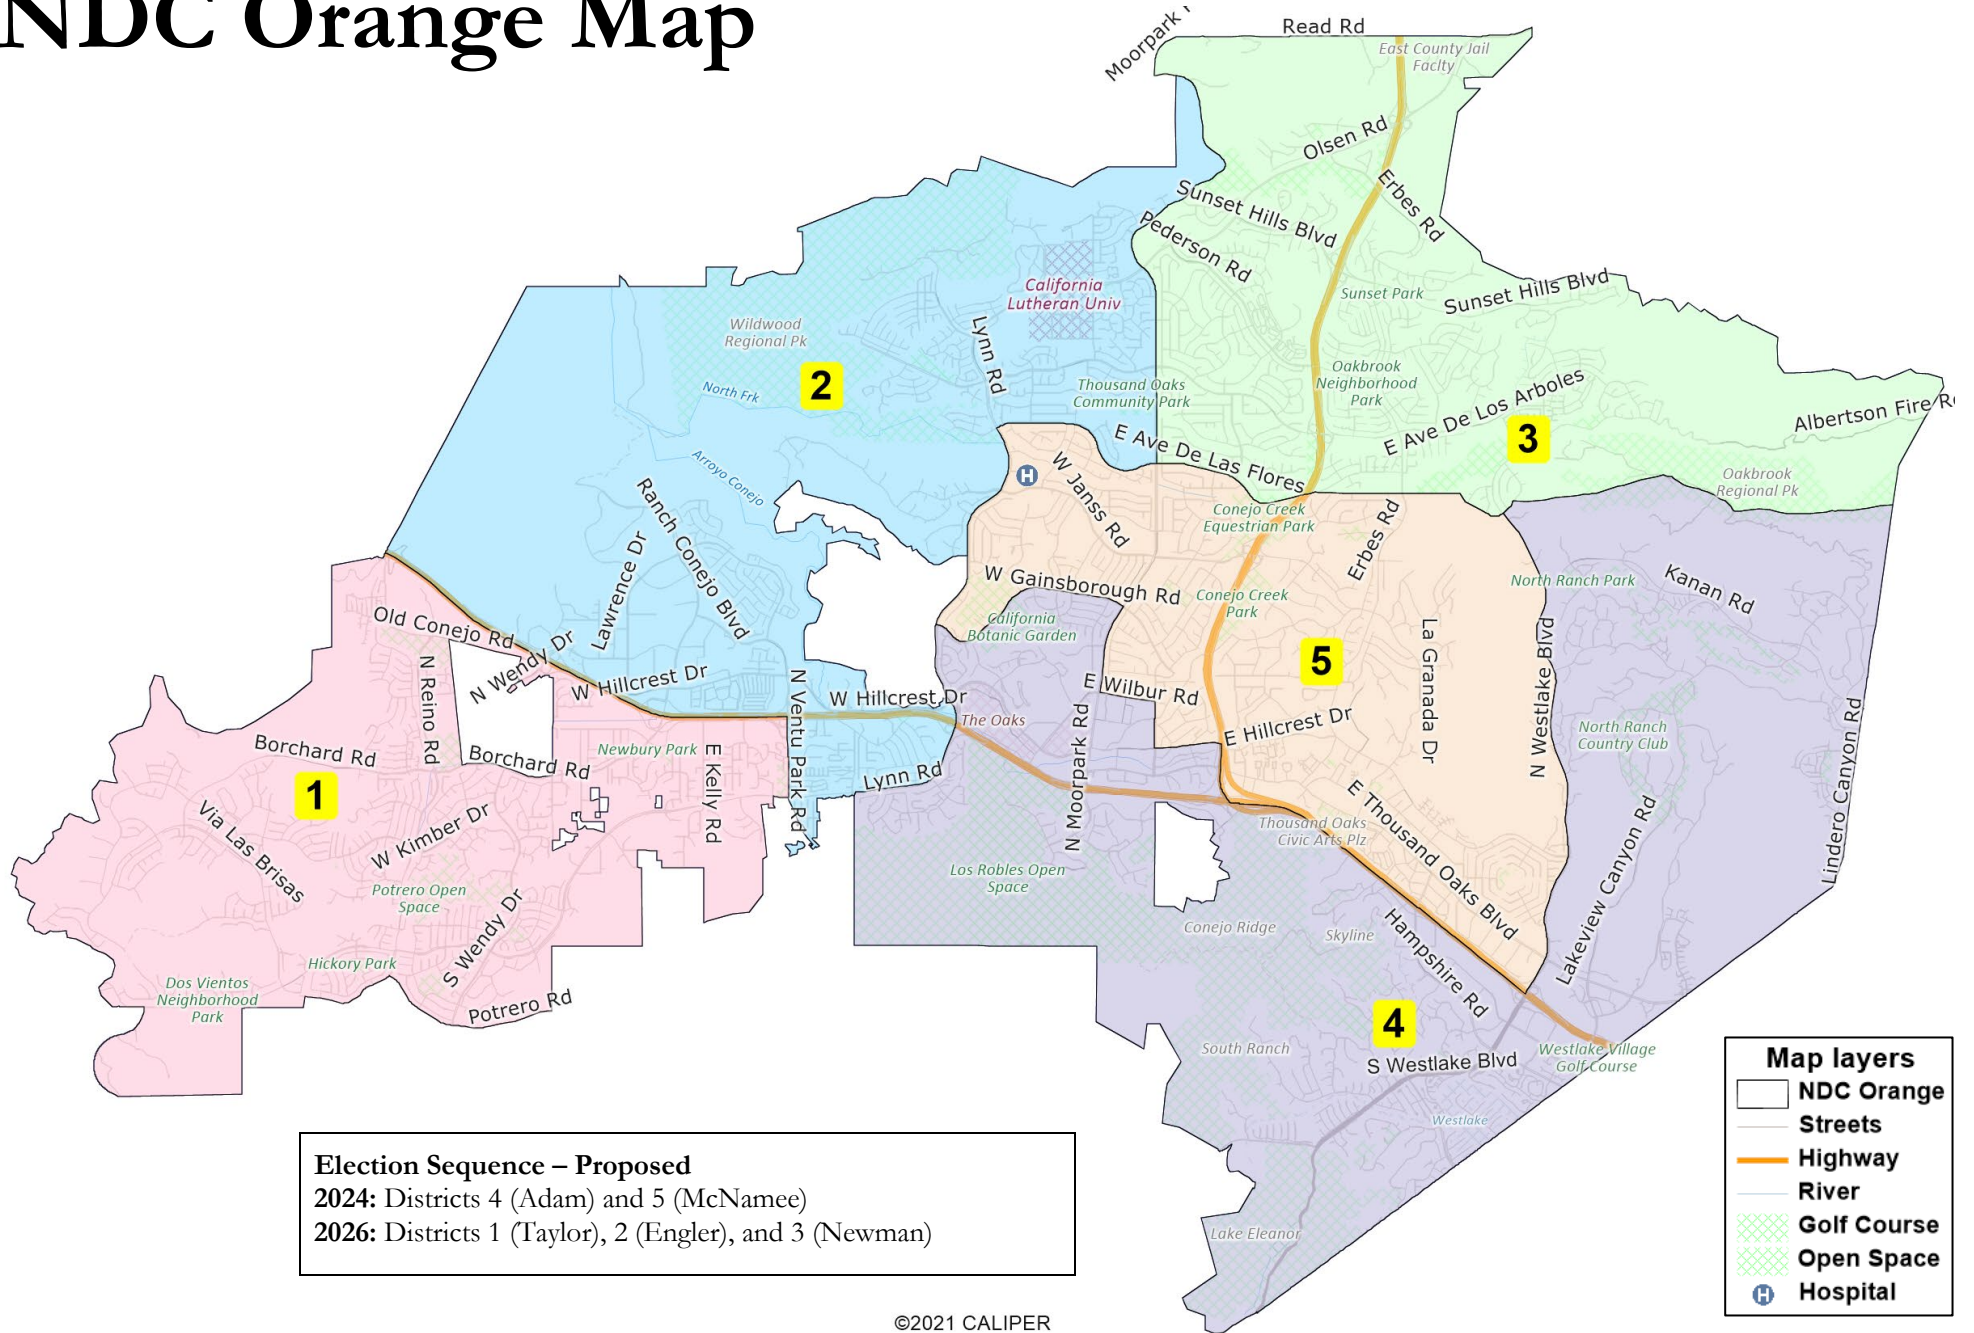 NDC Orange Map
Moorpark
Read Rd
East County Jail
Faclty
Olsen Rd
Erbes Rd
Sunset Hills Blvd
Pederson Rd
Sunset Park
Sunset Hills Blvd
California
Lutheran Univ
Wildwood
Regional Pk
Lynn Rd
2
North Frk
Thousand Oaks
Community Park
Oakbrook
Neighborhood
Park
E Ave De Los Arboles
Albertson Fire R
3
E Ave De Las Flores
Oakbrook
Regional Pk
H
W Janss Rd
Arroyo Conejo
Ranch Conejo Blvd
Lawrence Dr
Conejo Creek
Equestrian Park
Erbes Rd
W Gainsborough Rd
Conejo Creek
Park
North Ranch Park
Kanan Rd
California
Botanic Garden
Old Conejo Rd
N Wendy Dr
N Reino Rd
W Hillcrest Dr
N Ventu Park Rd
W Hillcrest Dr
The Oaks
E Wilbur Rd
5
La Granada Dr
N Westlake Blvd
E Hillcrest Dr
North Ranch
Country Club
Lindero Canyon Rd
Borchard Rd
Borchard Rd
Newbury Park
E Kelly Rd
Lynn Rd
N Moorpark Rd
1
Via Las Brisas
W Kimber Dr
Thousand Oaks
Civic Arts Plz
E Thousand Oaks Blvd
Lakeview Canyon Rd
Potrero Open
Space
S Wendy Dr
Los Robles Open
Space
Conejo Ridge
Skyline
Hampshire Rd
Hickory Park
Dos Vientos
Neighborhood
Park
Potrero Rd
4
South Ranch
S Westlake Blvd
Westlake Village
Golf Course
Westlake
Lake Eleanor
Election Sequence – Proposed
2024: Districts 4 (Adam) and 5 (McNamee)
2026: Districts 1 (Taylor), 2 (Engler), and 3 (Newman)
Map layers
NDC Orange
Streets
Highway
River
Golf Course
Open Space
H Hospital
©2021 CALIPER